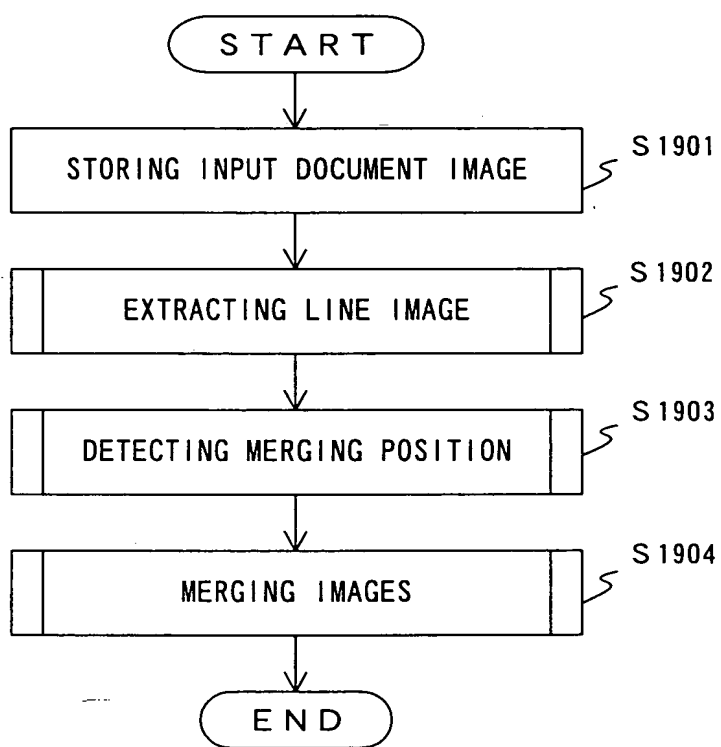 START
STORING INPUT DOCUMENT IMAGE
S1901
EXTRACTING LINE IMAGE
S1902
DETECTING MERGING POSITION
S1903
MERGING IMAGES
S1904
END